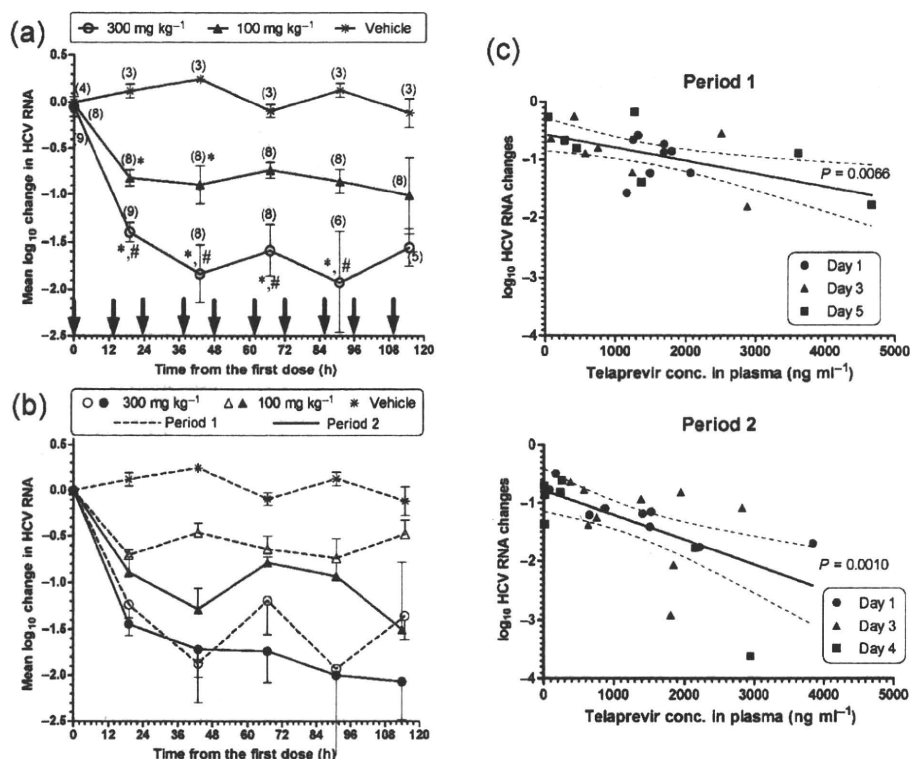 (a)
300 mg kg⁻¹ 100 mg kg⁻¹ Vehicle
Mean log₁₀ change in HCV RNA
0.5
0.0
−0.5
−1.0
−1.5
−2.0
−2.5
(4)
(3)
(3)
(3)
(3)
(3)
(8)
(8)*
(8)*
(8)
(8)
(8)
9)
(9)
(8)
(8)
(6)
(5)
*,#
*,#
*,#
*,#
0 12 24 36 48 60 72 84 96 108 120
Time from the first dose (h)
(b)
300 mg kg⁻¹ 100 mg kg⁻¹ Vehicle
Period 1 Period 2
Mean log₁₀ change in HCV RNA
0.5
0.0
−0.5
−1.0
−1.5
−2.0
−2.5
0 12 24 36 48 60 72 84 96 108 120
Time from the first dose (h)
(c)
Period 1
log₁₀ HCV RNA changes
−0
−1
−2
−3
−4
P = 0.0066
Day 1
Day 3
Day 5
0 1000 2000 3000 4000 5000
Telaprevir conc. in plasma (ng ml⁻¹)
Period 2
log₁₀ HCV RNA changes
−0
−1
−2
−3
−4
P = 0.0010
Day 1
Day 3
Day 4
0 1000 2000 3000 4000 5000
Telaprevir conc. in plasma (ng ml⁻¹)